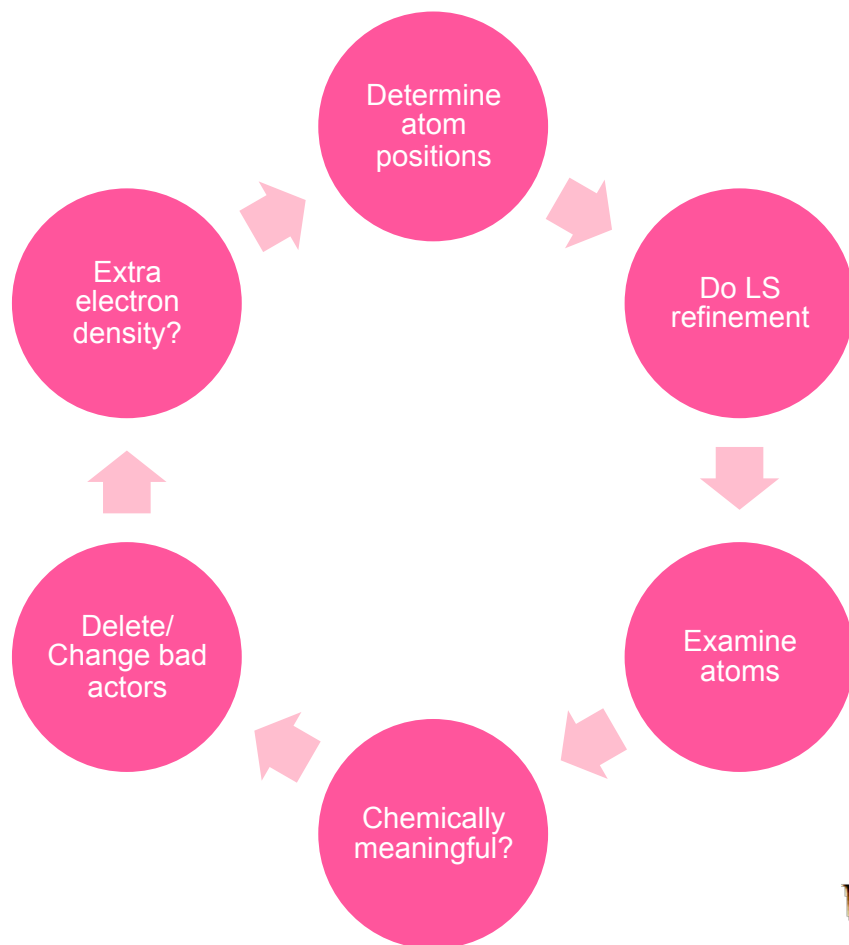 Determine
atom
positions
Do LS
refinement
Examine
atoms
Chemically
meaningful?
Delete/
Change bad
actors
Extra
electron
density?